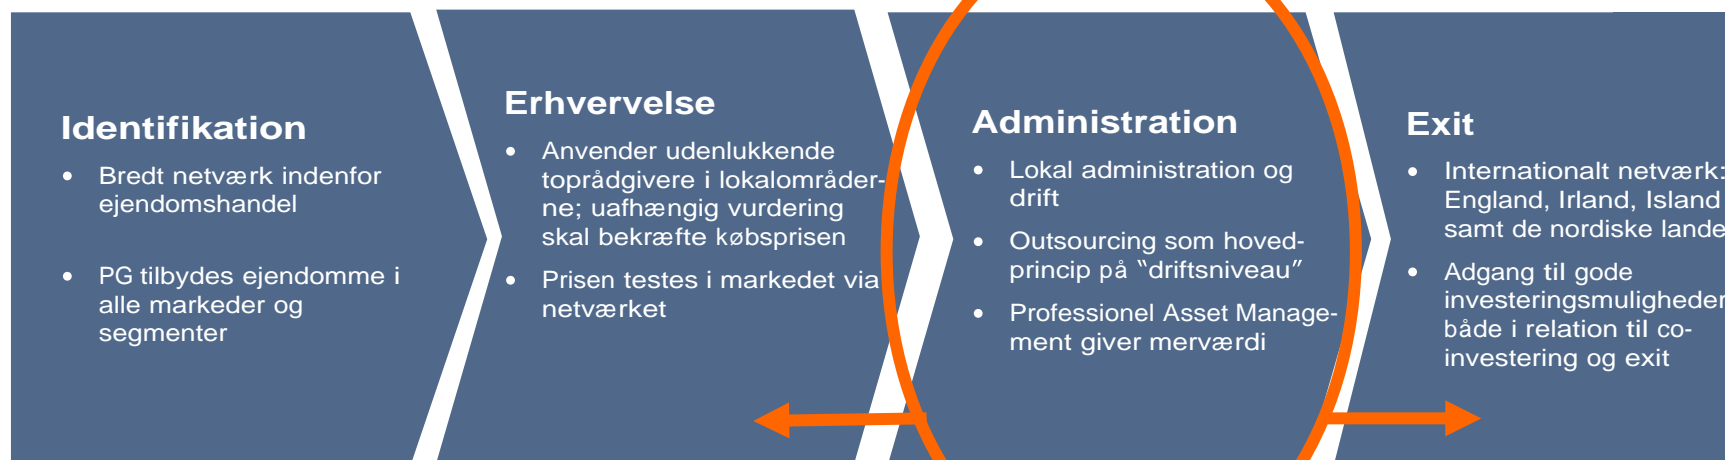 Identifikation
• Bredt netværk indenfor
ejendomshandel
• PG tilbydes ejendomme i
alle markeder og
segmenter
Erhvervelse
• Anvender udenlukkende
toprådgivere i lokalområder-
ne; uafhængig vurdering
skal bekræfte købsprisen
• Prisen testes i markedet via
netværket
Administration
• Lokal administration og
drift
• Outsourcing som hoved-
princip på “driftsniveau”
• Professionel Asset Manage-
ment giver merværdi
Exit
• Internationalt netværk:
England, Irland, Island
samt de nordiske lande
• Adgang til gode
investeringsmuligheder
både i relation til co-
investering og exit